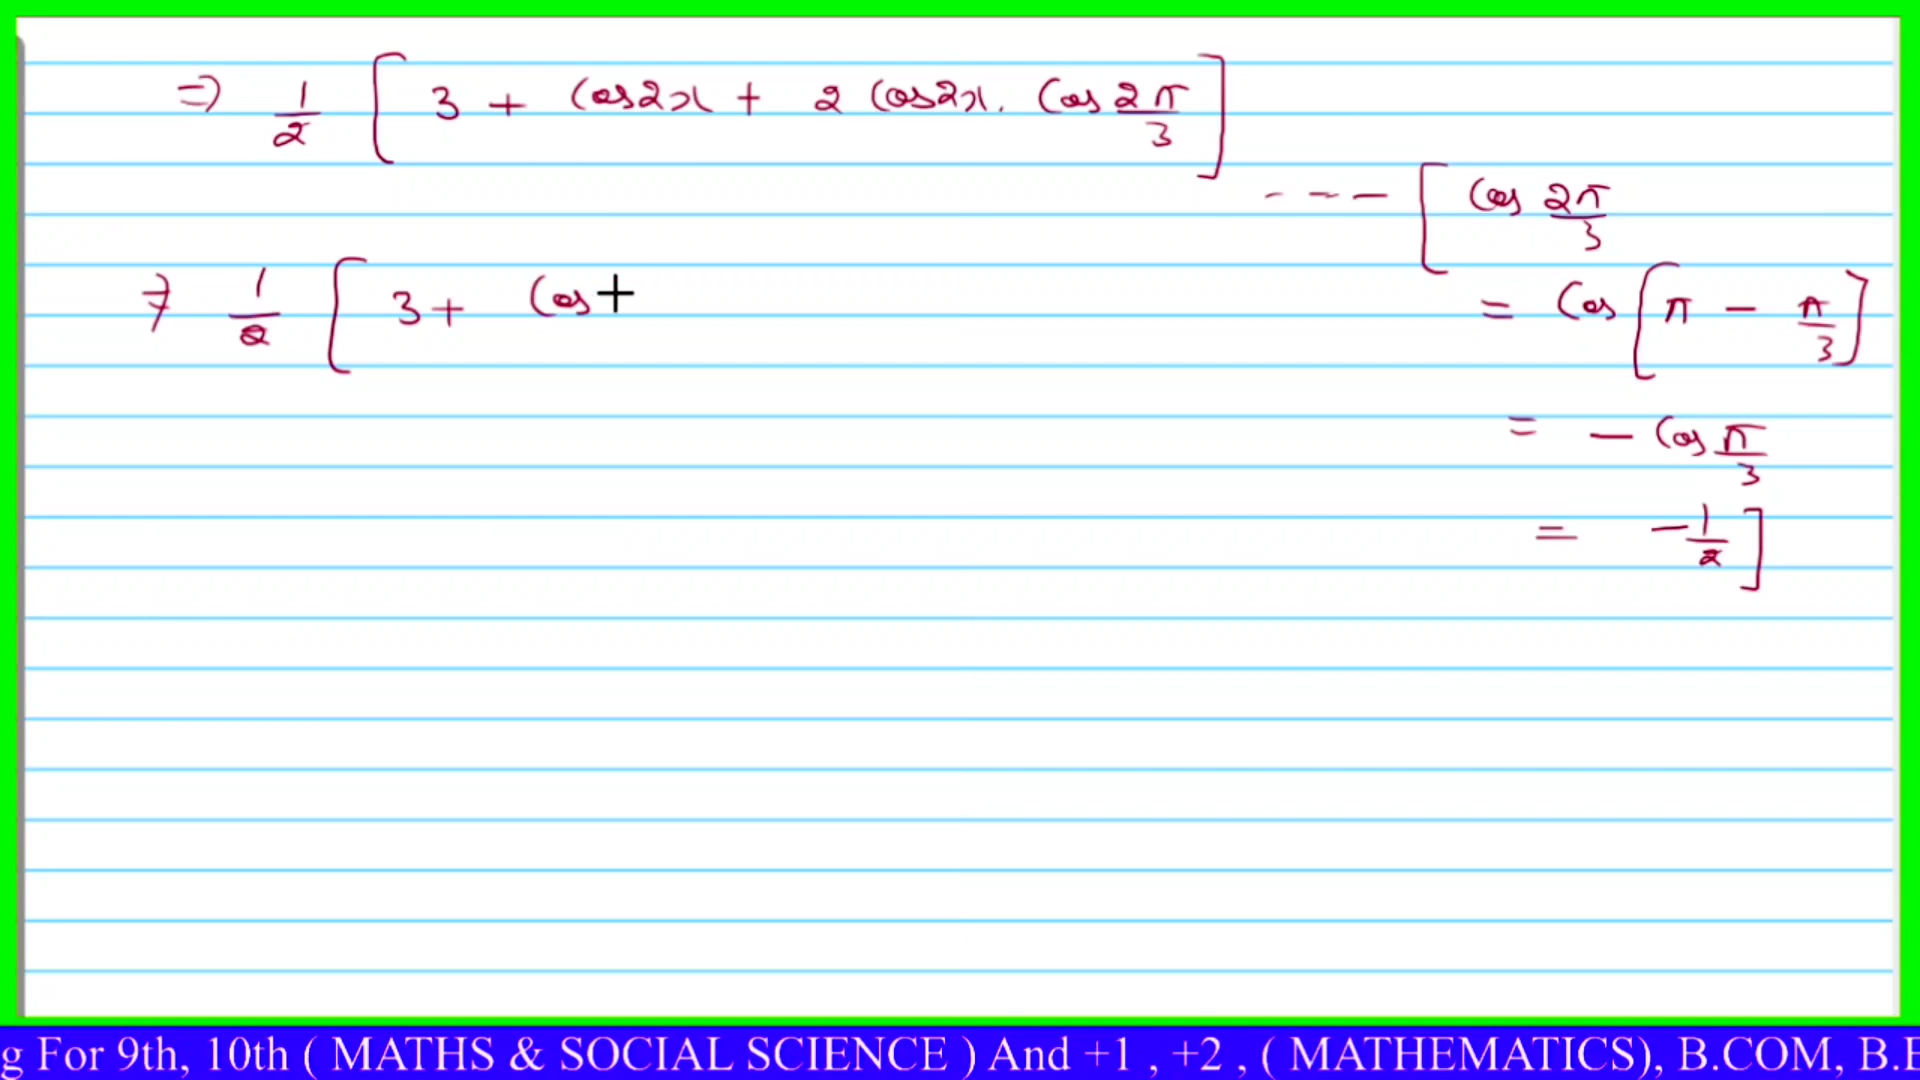 ⇒ 1/2 [ 3 + Cos2x + 2 Cos2x. Cos 2π/3 ]
---- [ Cos 2π/3
⇒ 1/2 [ 3 + Cos
= Cos [ π - π/3 ]
= - Cos π/3
= -1/2 ]
g For 9th, 10th ( MATHS & SOCIAL SCIENCE ) And +1 , +2 , ( MATHEMATICS), B.COM, B.E